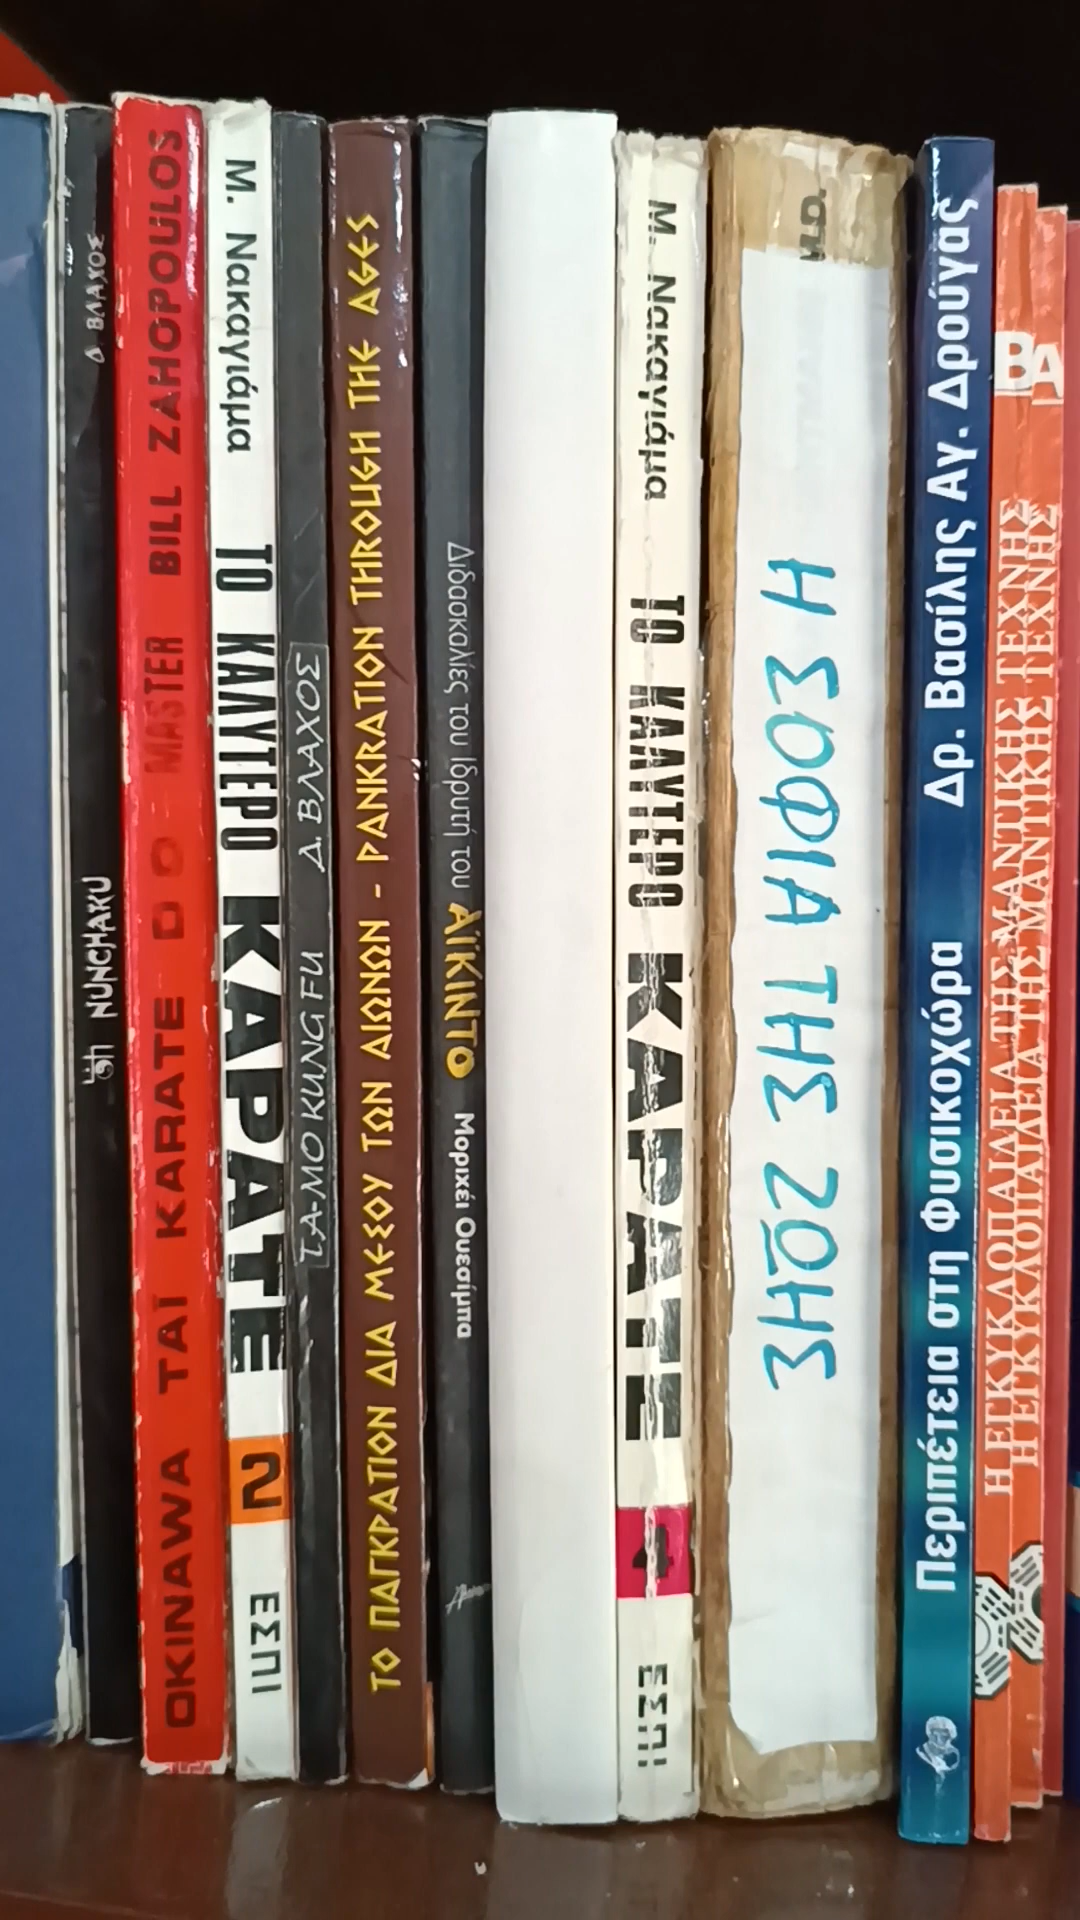 Δ ΒΛΑΧΟΣ
NUNCHAKU
OKINAWA TAI KARATE DO MASTER BILL ZAHOPOULOS
Μ. Νακαγιάμα ΤΟ ΚΑΛΥΤΕΡΟ ΚΑΡΑΤΕ 2 ΕΣΠΙ
TA-MO KUNG FU Δ. ΒΛΑΧΟΣ
ΤΟ ΠΑΓΚΡΑΤΙΟΝ ΔΙΑ ΜΕΣΟΥ ΤΩΝ ΑΙΩΝΩΝ - PANKRATION THROUGH THE AGES
Διδασκαλίες του Ιδρυτή του ΑΪΚΙΝΤΟ Μοριχέι Ουεσίμπα
Μ. Νακαγιάμα ΤΟ ΚΑΛΥΤΕΡΟ ΚΑΡΑΤΕ 4 ΕΣΠΙ
Η ΣΟΦΙΑ ΤΗΣ ΖΩΗΣ
Περιπέτεια στη φυσικοχώρα Δρ. Βασίλης Αγ. Δρούγας
Η ΕΓΚΥΚΛΟΠΑΙΔΕΙΑ ΤΗΣ ΜΑΝΤΙΚΗΣ ΤΕΧΝΗΣ ΒΑ
Η ΕΓΚΥΚΛΟΠΑΙΔΕΙΑ ΤΗΣ ΜΑΝΤΙΚΗΣ ΤΕΧΝΗΣ